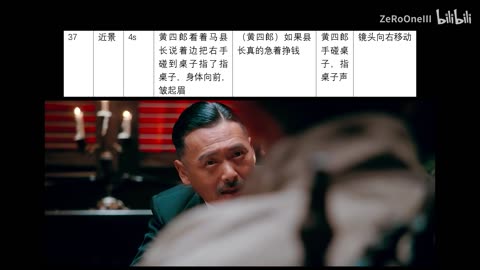 ZeRoOneIII bilibili
37 近景 4s 黄四郎看着马县 （黄四郎）如果县 黄四郎 镜头向右移动
长说着边把右手 长真的急着挣钱 手碰桌
碰到桌子指了指 子，指
桌子，身体向前， 桌子声
皱起眉